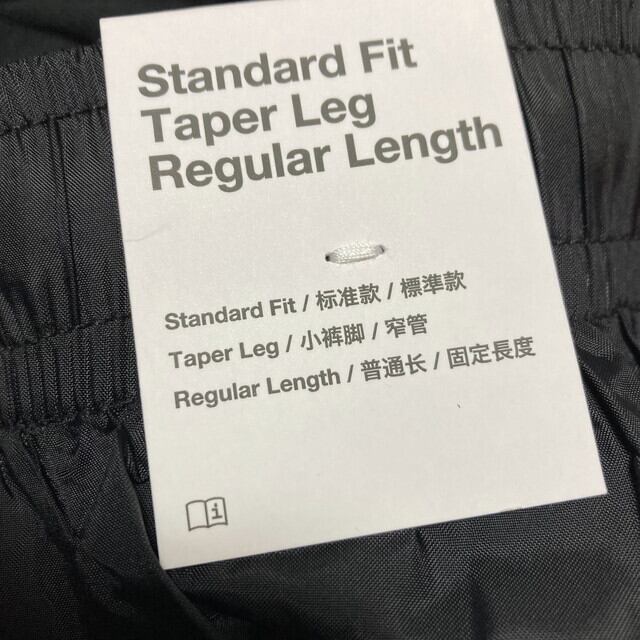 Standard Fit
Taper Leg
Regular Length
Standard Fit / 标准款 / 標準款
Taper Leg / 小裤脚 / 窄管
Regular Length / 普通长 / 固定長度
i